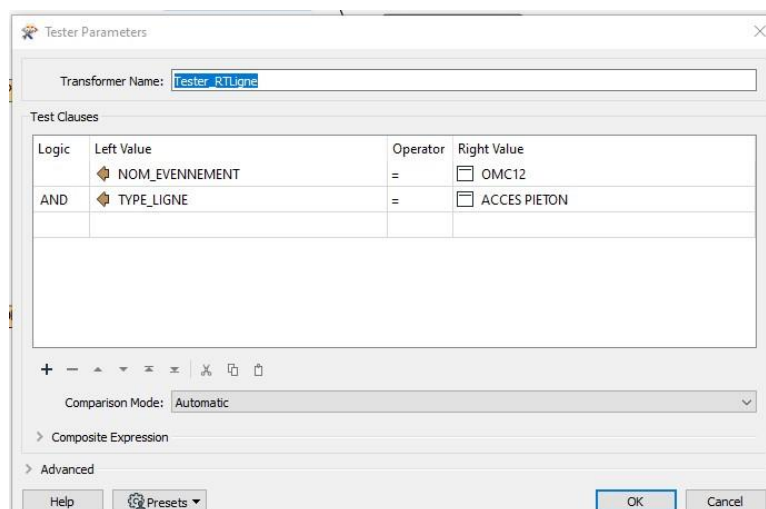 Tester Parameters
Transformer Name: Tester_RTLigne
Test Clauses
Logic Left Value Operator Right Value
NOM_EVENNEMENT = OMC12
AND TYPE_LIGNE = ACCES PIETON
Comparison Mode: Automatic
Composite Expression
Advanced
Help Presets OK Cancel